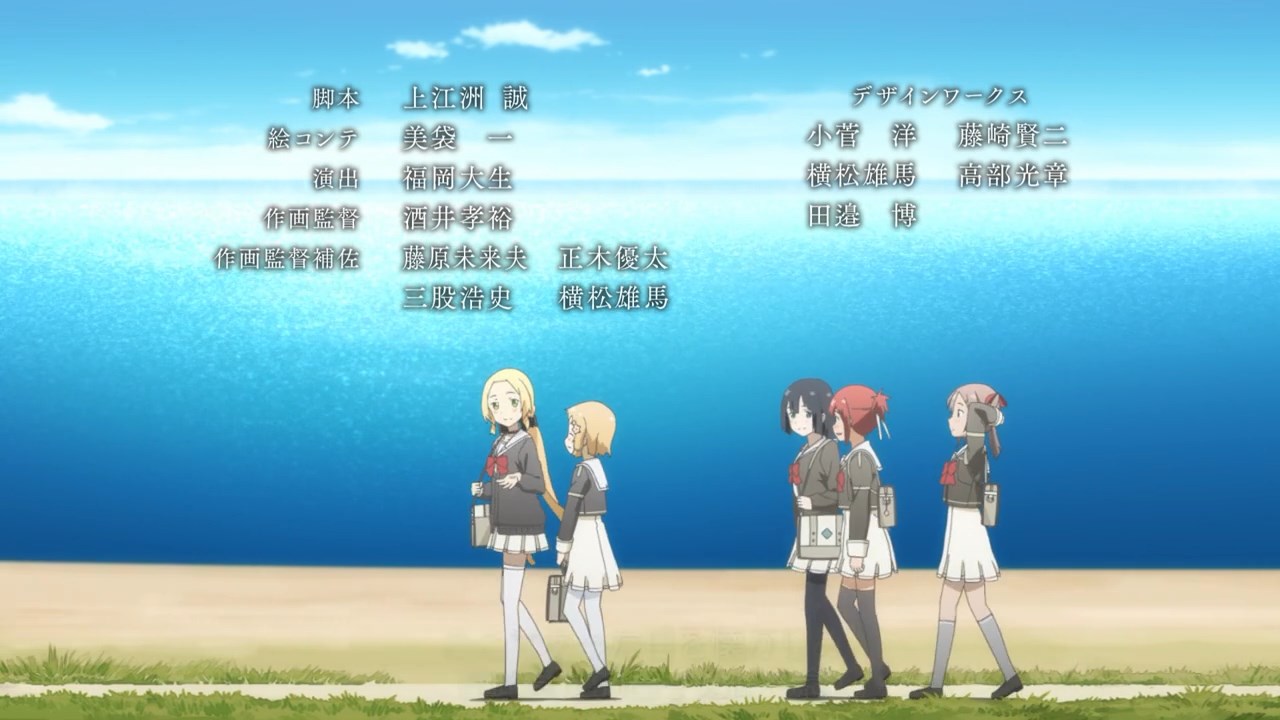 脚本 上江洲 誠
絵コンテ 美袋 一
演出 福岡大生
作画監督 酒井孝裕
作画監督補佐 藤原未来夫 正木優太
三股浩史 横松雄馬
デザインワークス
小菅 洋 藤崎賢二
横松雄馬 高部光章
田邉 博